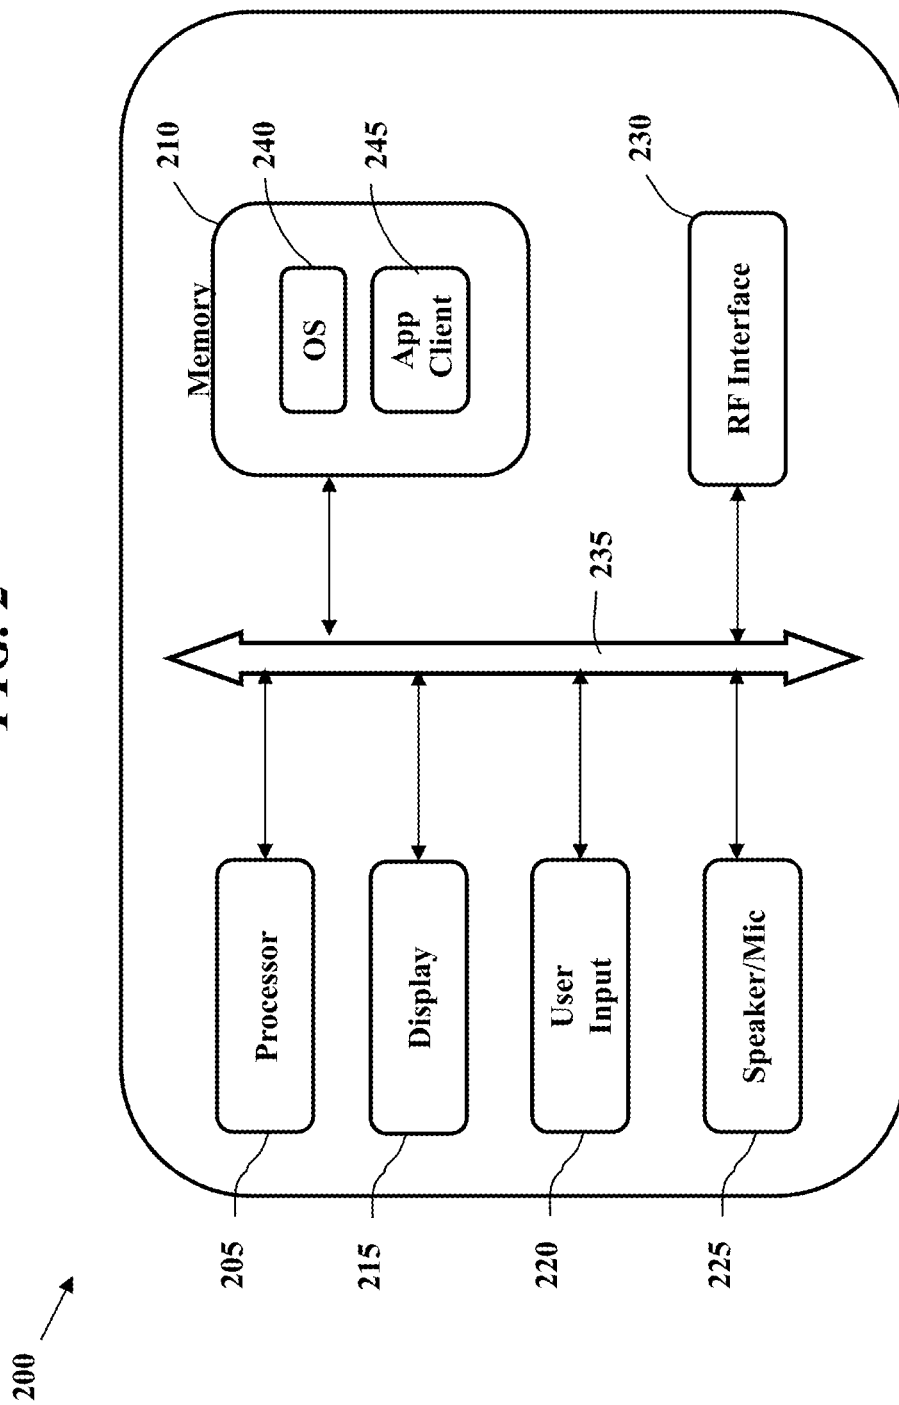 FIG. 2
200
205
Processor
215
Display
220
User
Input
225
Speaker/Mic
235
Memory
210
OS
240
App
Client
245
RF Interface
230